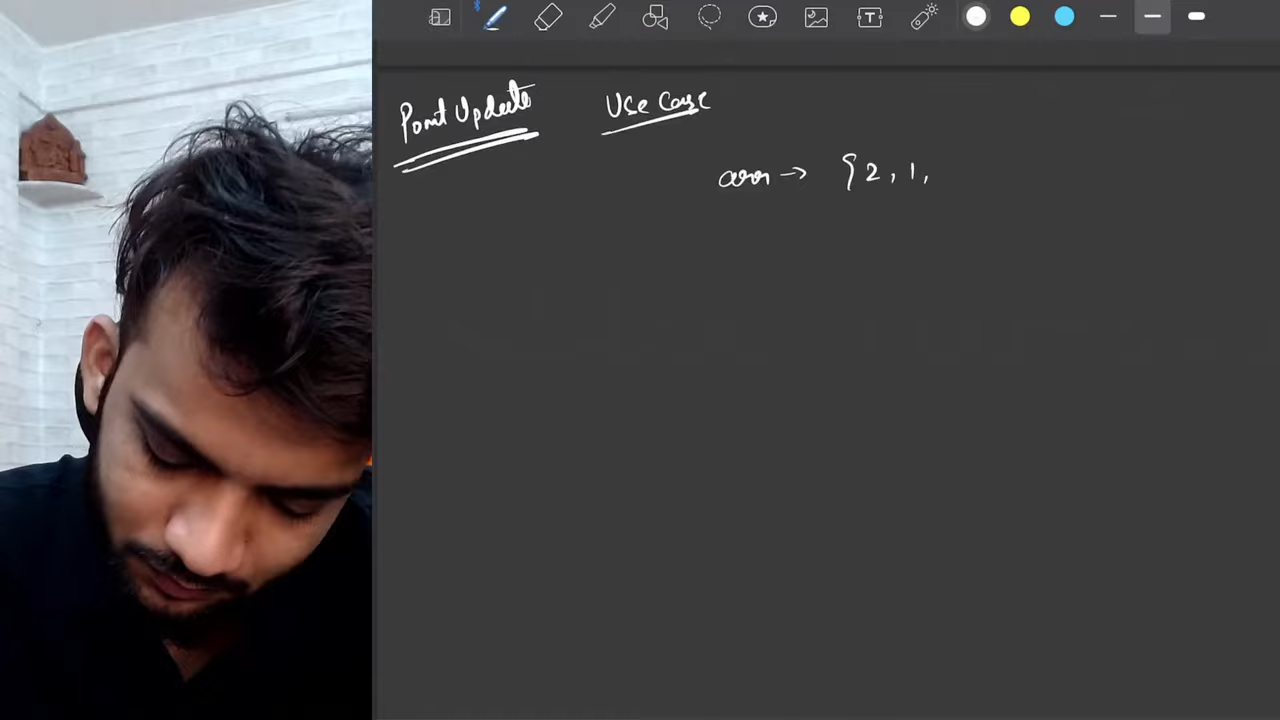 Point Update Use Case
arr → {2, 1,